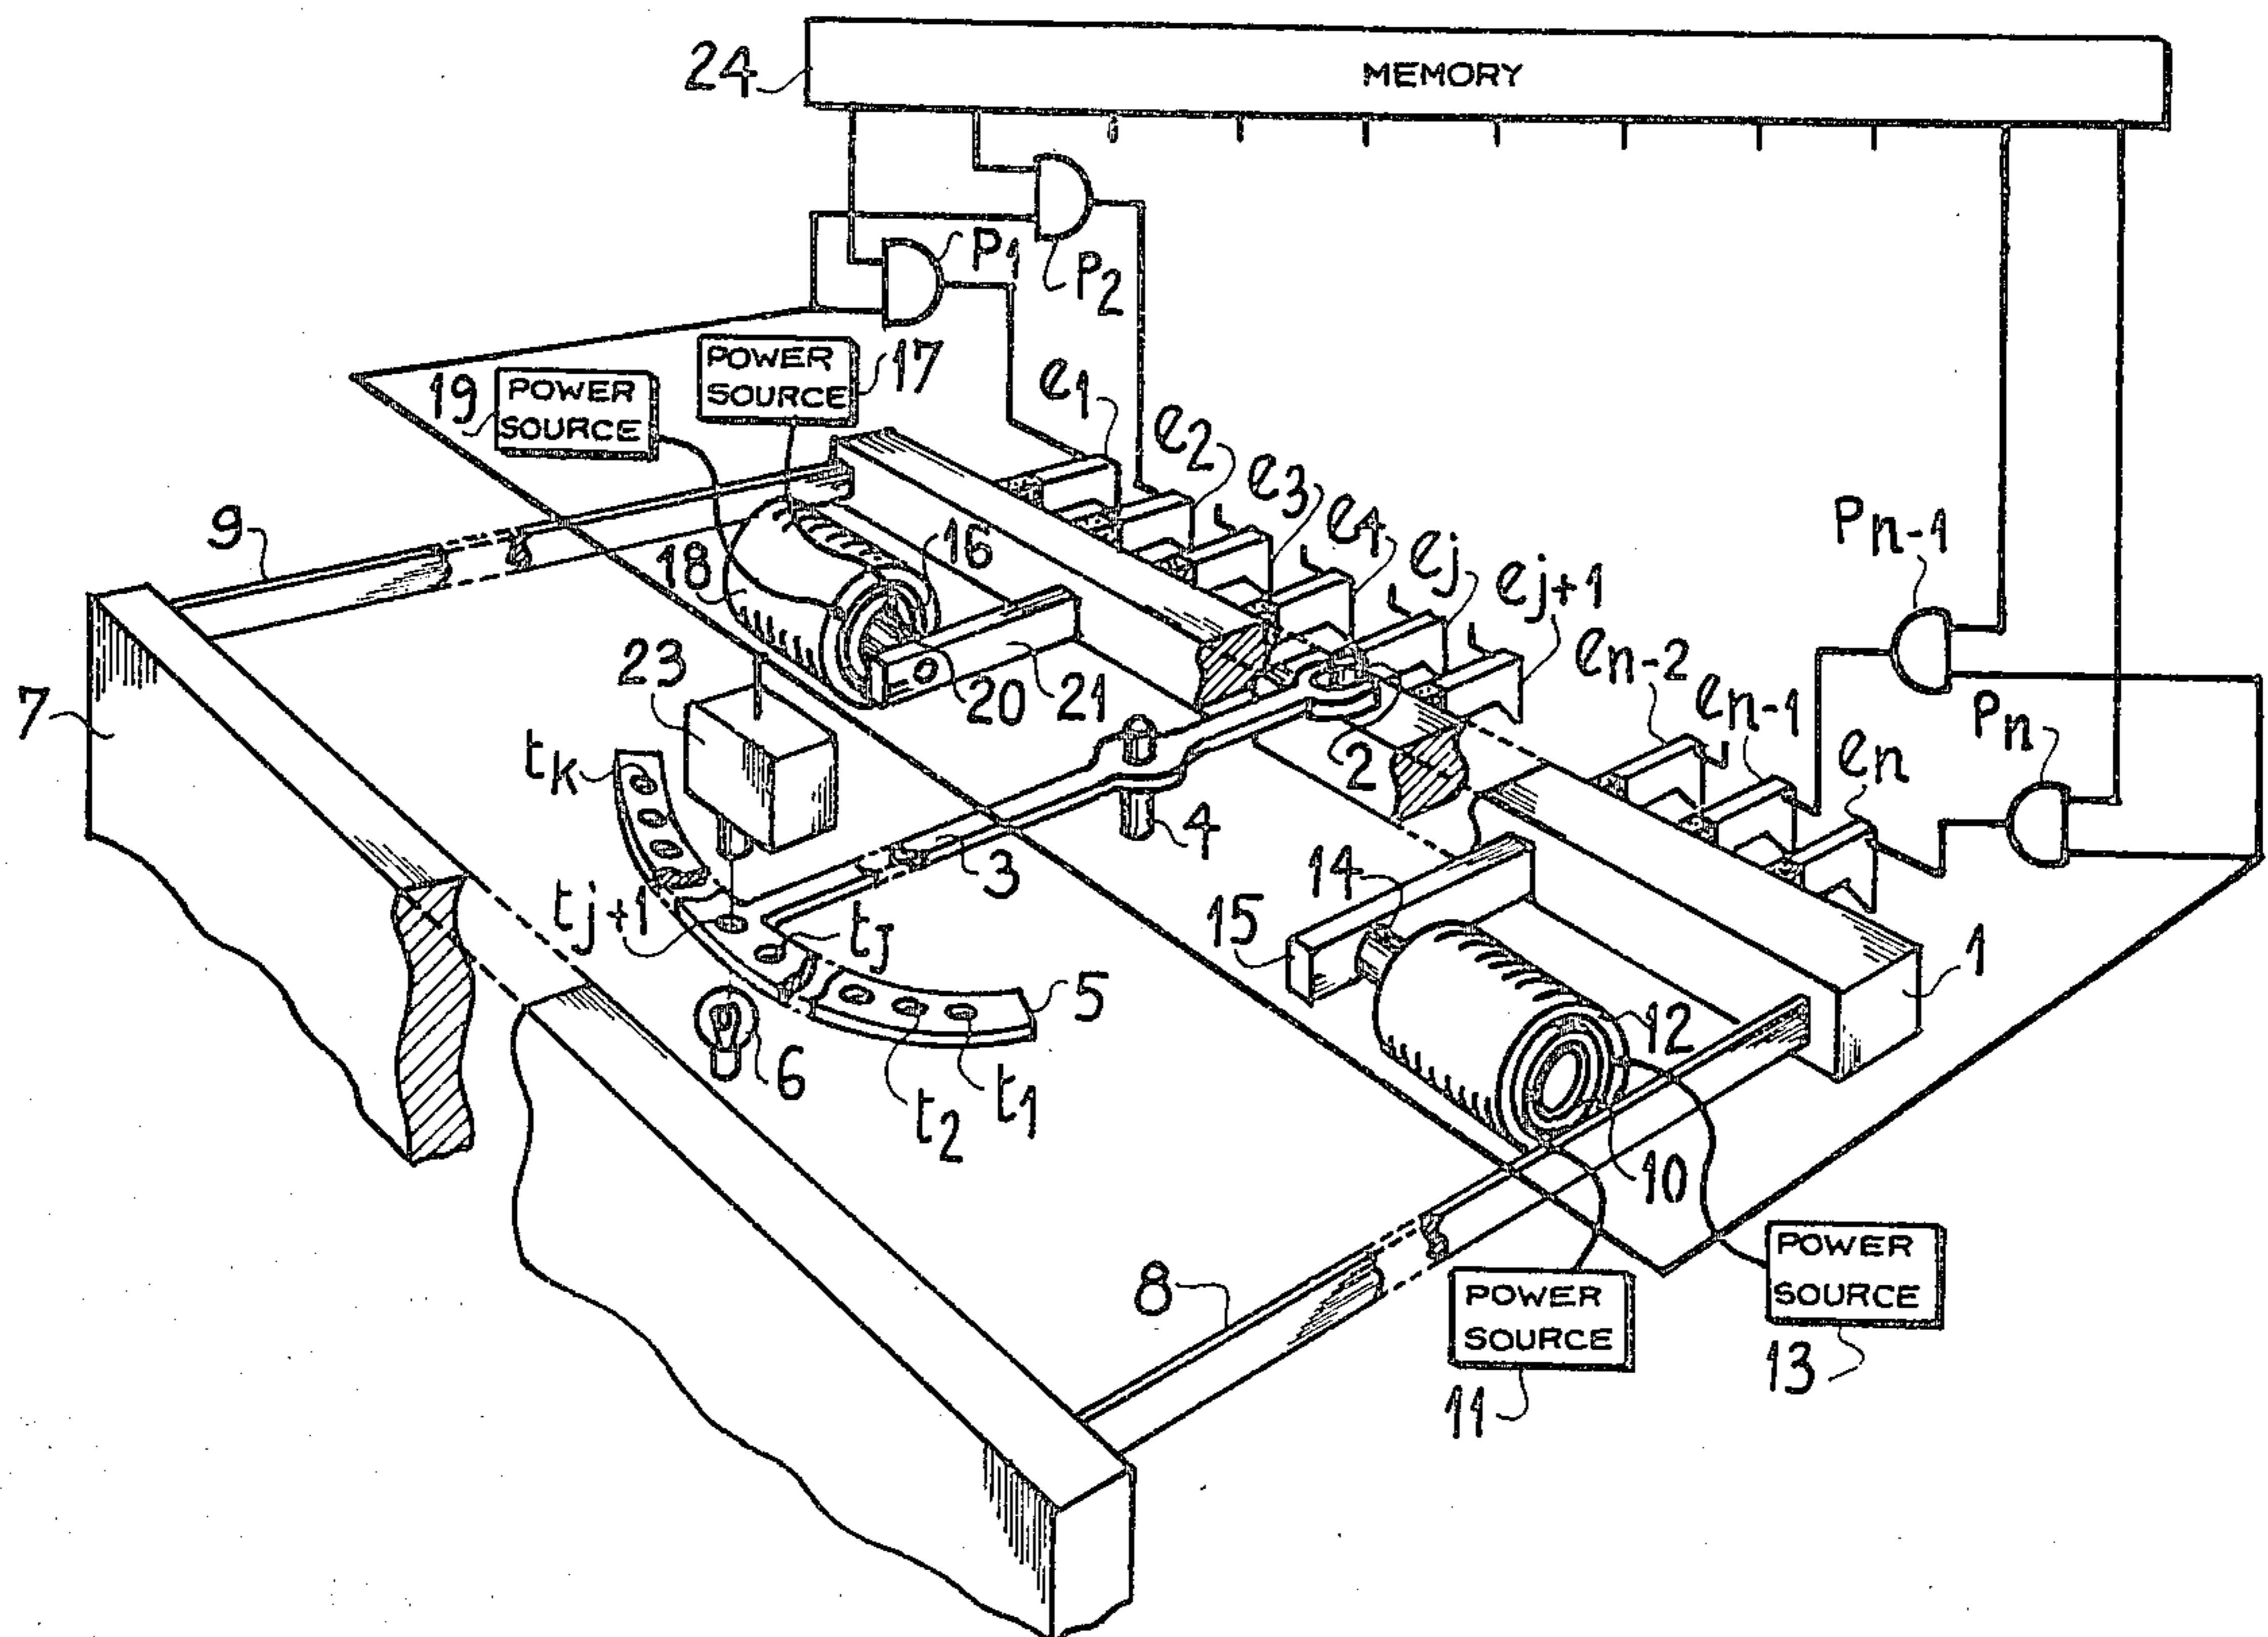 24
MEMORY
P1
P2
POWER
SOURCE
17
19
POWER
SOURCE
e1
e2
e3
e4
ej
ej+1
en-2
en-1
en
Pn-1
Pn
9
18
16
7
23
20
21
2
tK
4
3
14
15
1
tj+1
tJ
5
12
6
t2
t1
10
8
POWER
SOURCE
11
POWER
SOURCE
13